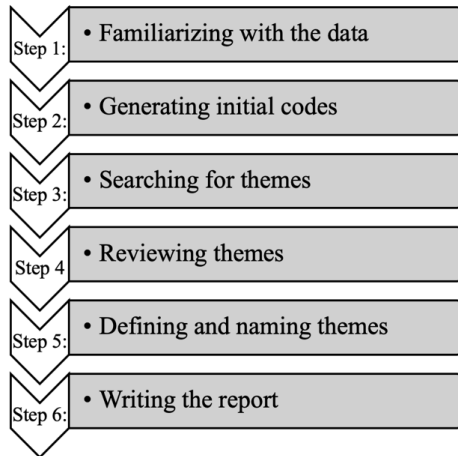 Step 1:
• Familiarizing with the data
Step 2:
• Generating initial codes
Step 3:
• Searching for themes
Step 4
• Reviewing themes
Step 5:
• Defining and naming themes
Step 6:
• Writing the report